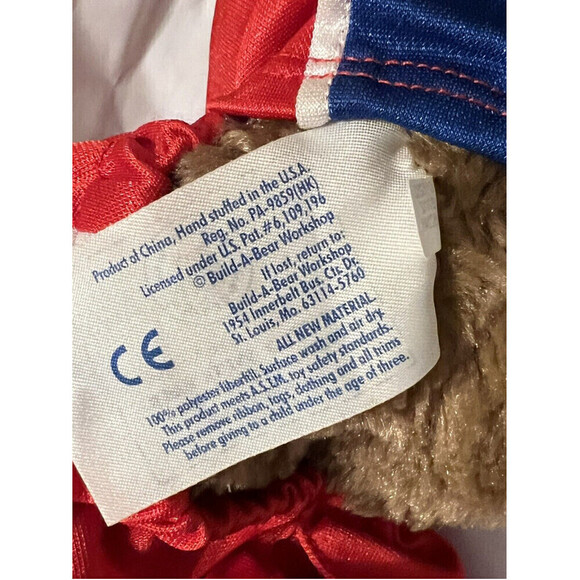 Product of China, Hand stuffed in the U.S.A.
Reg. No. PA-9859(HK)
Licensed under U.S. Pat.#6,109,196
© Build-A-Bear Workshop
If lost, return to:
Build-A-Bear Workshop
1954 Innerbelt Bus. Ctr. Dr.
St. Louis, Mo. 63114-5760
CE
ALL NEW MATERIAL
100% polyester fiberfill. Surface wash and air dry.
This product meets A.S.T.M. toy safety standards.
Please remove ribbon, tags, clothing and all trims
before giving to a child under the age of three.